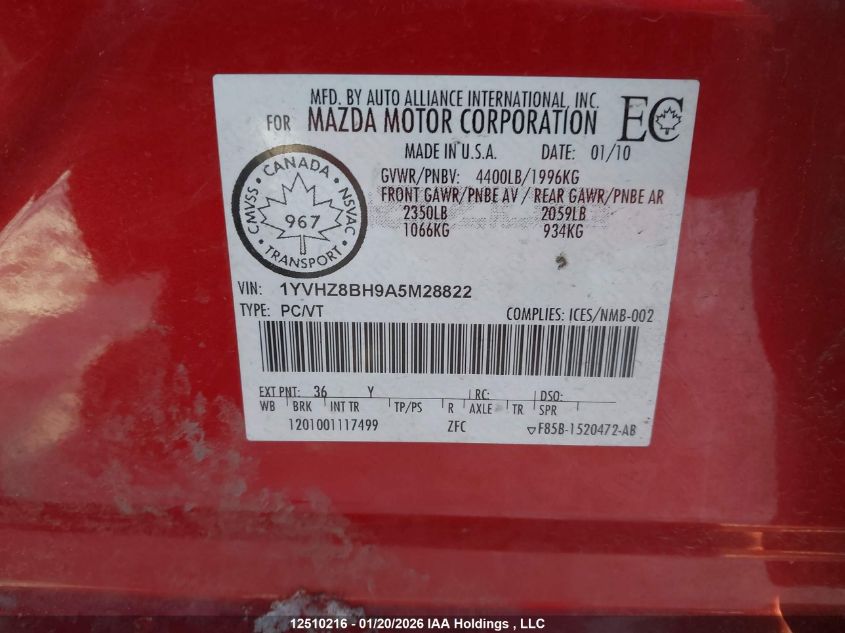 MFD. BY AUTO ALLIANCE INTERNATIONAL, INC.
FOR MAZDA MOTOR CORPORATION
EC
MADE IN U.S.A. DATE: 01/10
GVWR/PNBV: 4400LB/1996KG
FRONT GAWR/PNBE AV / REAR GAWR/PNBE AR
2350LB 2059LB
1066KG 934KG
CANADA
CMVSS NSVAC
967
TRANSPORT
VIN: 1YVHZ8BH9A5M28822
TYPE: PC/VT COMPLIES: ICES/NMB-002
EXT PNT: 36 Y RC: DSO:
WB BRK INT TR TP/PS R AXLE TR SPR
1201001117499 ZFC ▽F85B-1520472-AB
12510216 - 01/20/2026 IAA Holdings , LLC